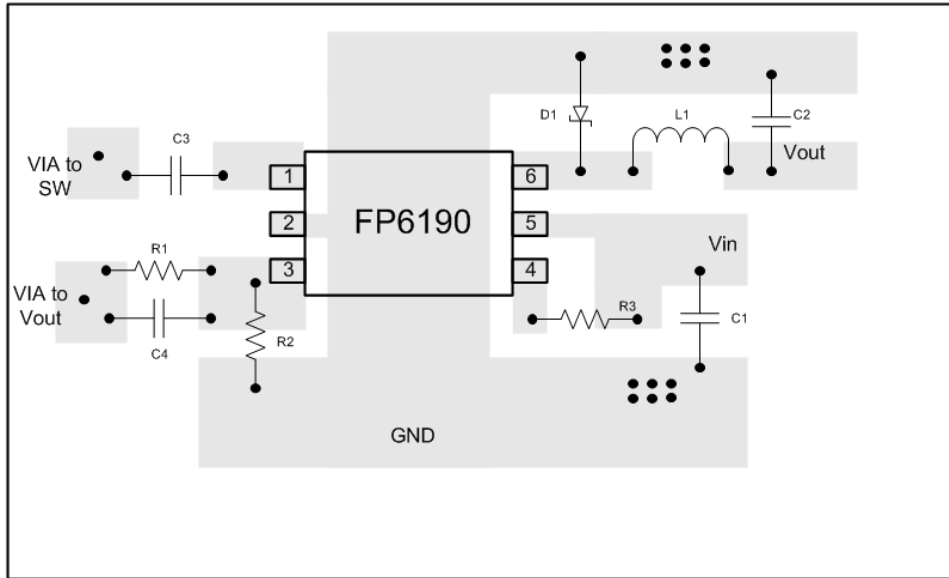 D1
L1
C2
C3
VIA to
SW
Vout
1
6
2
FP6190
5
R1
Vin
3
4
VIA to
Vout
R3
C1
C4
R2
GND